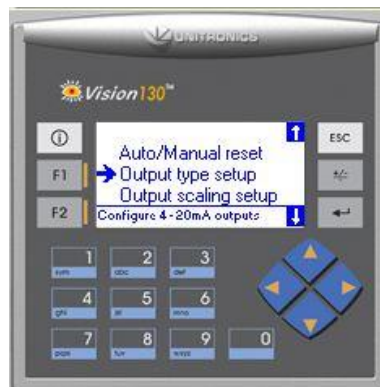 UNITRONICS
Vision130™
ESC
Auto/Manual reset
F1
Output type setup
+/-
Output scaling setup
F2
Configure 4-20mA outputs
1
2 abc
3 def
4 ghi
5 jkl
6 mno
7 pqrs
8 tuv
9 wxyz
0